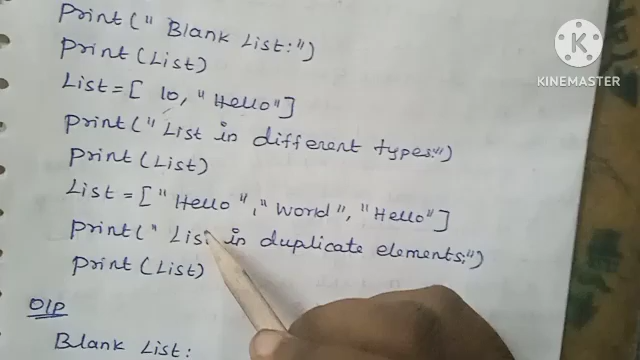 Print(" Blank List:")
Print (List)
List = [ 10, "Hello"]
Print(" List in different types:")
Print (List)
List = ["Hello", "World", "Hello"]
Print(" List in duplicate elements:")
Print (List)
O/P
Blank List:
KINEMASTER